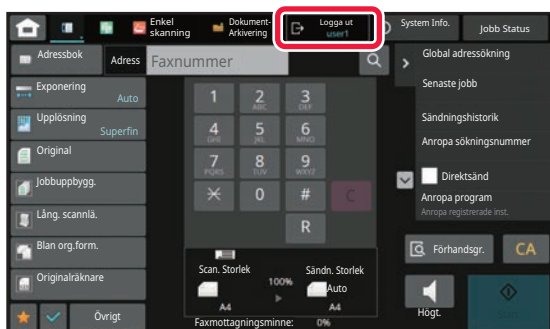 Enkel
skanning
Dokument-
Arkivering
Logga ut
user1
System Info.
Jobb Status
Adressbok
Adress
Faxnummer
Global adressökning
Exponering
Auto
Senaste jobb
Upplösning
Superfin
Sändningshistorik
Original
Anropa sökningsnummer
Jobbuppbygg.
Direktsänd
Lång. scannlä.
Anropa program
Anropa registrerade inst.
Blan org.form.
Originalräknare
Övrigt
1
2
ABC
3
DEF
4
GHI
5
JKL
6
MNO
7
PQRS
8
TUV
9
WXYZ
0
#
C
R
Scan. Storlek
100%
Sändn. Storlek
Auto
A4
A4
Faxmottagningsminne: 0%
Förhandsgr.
CA
Högt.